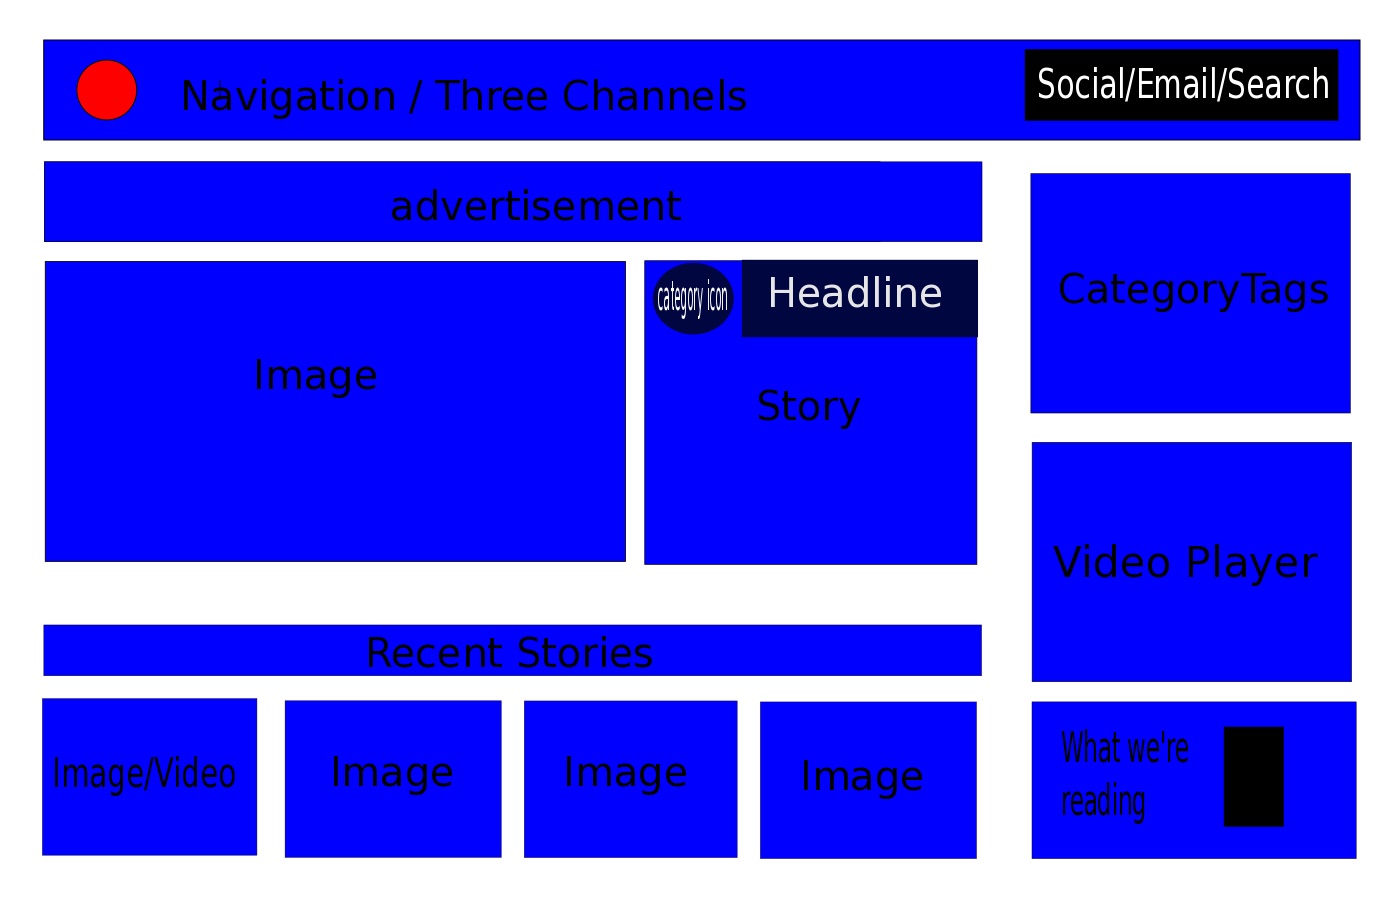 Navigation / Three Channels
Social/Email/Search
advertisement
Image
category icon
Headline
Story
CategoryTags
Video Player
Recent Stories
Image/Video
Image
Image
Image
What we're
reading